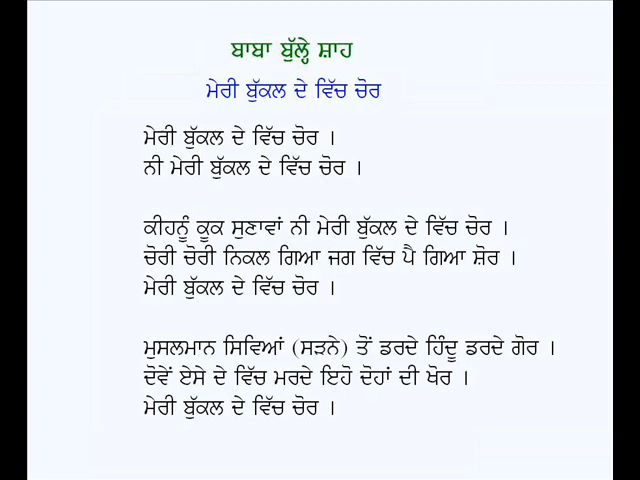 ਬਾਬਾ ਬੁੱਲ੍ਹੇ ਸ਼ਾਹ
ਮੇਰੀ ਬੁੱਕਲ ਦੇ ਵਿੱਚ ਚੋਰ
ਮੇਰੀ ਬੁੱਕਲ ਦੇ ਵਿੱਚ ਚੋਰ ।
ਨੀ ਮੇਰੀ ਬੁੱਕਲ ਦੇ ਵਿੱਚ ਚੋਰ ।
ਕੀਹਨੂੰ ਕੂਕ ਸੁਣਾਵਾਂ ਨੀ ਮੇਰੀ ਬੁੱਕਲ ਦੇ ਵਿੱਚ ਚੋਰ ।
ਚੋਰੀ ਚੋਰੀ ਨਿਕਲ ਗਿਆ ਜਗ ਵਿੱਚ ਪੈ ਗਿਆ ਸ਼ੋਰ ।
ਮੇਰੀ ਬੁੱਕਲ ਦੇ ਵਿੱਚ ਚੋਰ ।
ਮੁਸਲਮਾਨ ਸਿਵਿਆਂ (ਸੜਨੇ) ਤੋਂ ਡਰਦੇ ਹਿੰਦੂ ਡਰਦੇ ਗੋਰ ।
ਦੋਵੇਂ ਏਸੇ ਦੇ ਵਿੱਚ ਮਰਦੇ ਇਹੋ ਦੋਹਾਂ ਦੀ ਖੋਰ ।
ਮੇਰੀ ਬੁੱਕਲ ਦੇ ਵਿੱਚ ਚੋਰ ।